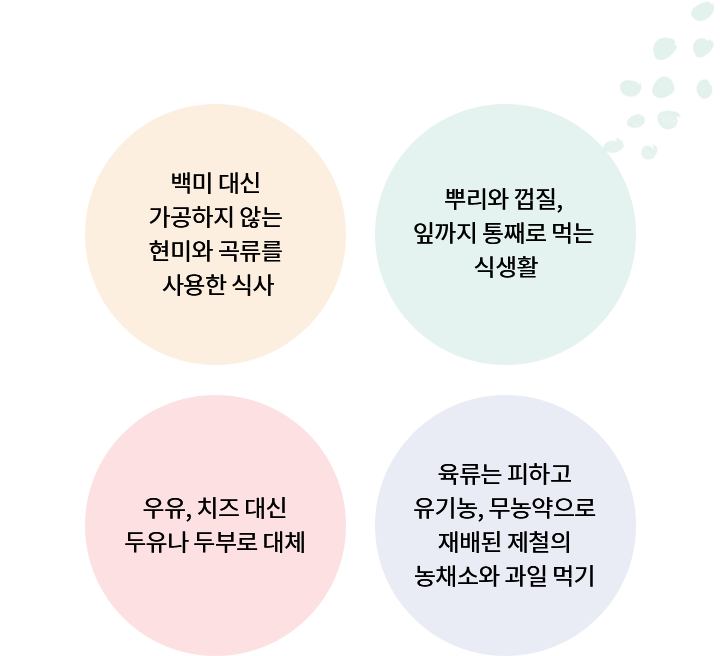 백미 대신
가공하지 않는
현미와 곡류를
사용한 식사
뿌리와 껍질,
잎까지 통째로 먹는
식생활
우유, 치즈 대신
두유나 두부로 대체
육류는 피하고
유기농, 무농약으로
재배된 제철의
농채소와 과일 먹기